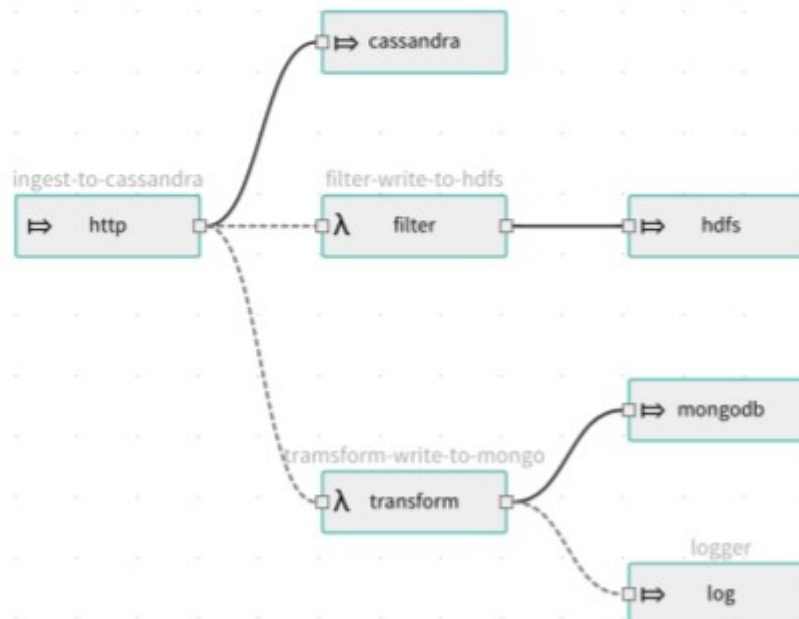 cassandra
ingest-to-cassandra
http
filter-write-to-hdfs
λ filter
hdfs
mongodb
tramsform-write-to-mongo
λ transform
logger
log